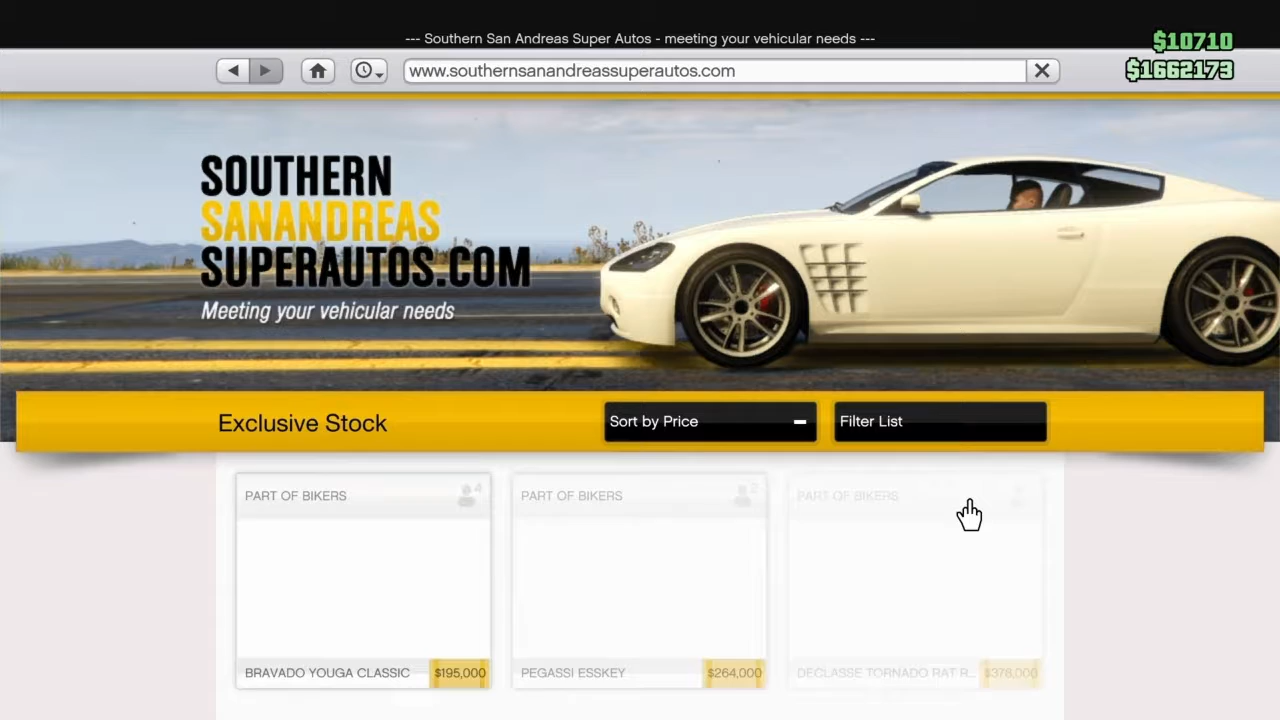 --- Southern San Andreas Super Autos - meeting your vehicular needs ---
$10710
www.southernsanandreassuperautos.com
$1662173
SOUTHERN
SANANDREAS
SUPERAUTOS.COM
Meeting your vehicular needs
Exclusive Stock
Sort by Price
Filter List
PART OF BIKERS 4
PART OF BIKERS 2
PART OF BIKERS
BRAVADO YOUGA CLASSIC $195,000
PEGASSI ESSKEY $264,000
DECLASSE TORNADO RAT R... $378,000